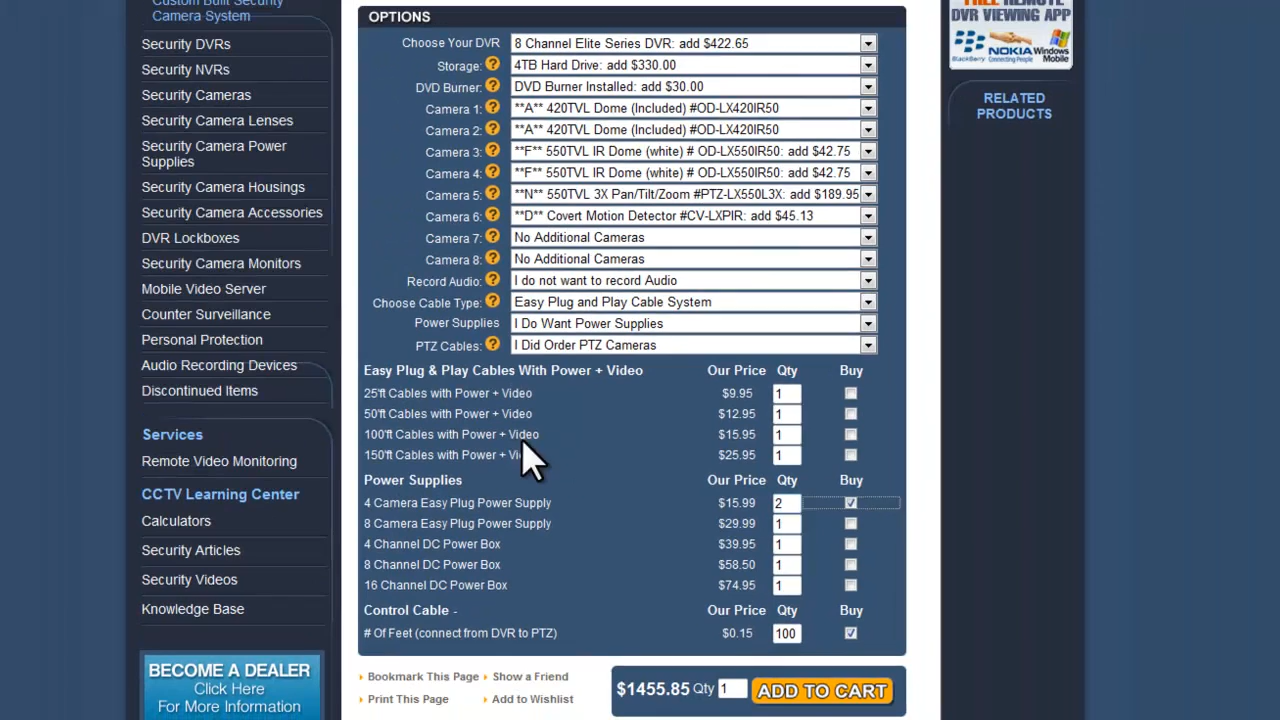 Custom Built Security
Camera System
Security DVRs
Security NVRs
Security Cameras
Security Camera Lenses
Security Camera Power
Supplies
Security Camera Housings
Security Camera Accessories
DVR Lockboxes
Security Camera Monitors
Mobile Video Server
Counter Surveillance
Personal Protection
Audio Recording Devices
Discontinued Items
Services
Remote Video Monitoring
CCTV Learning Center
Calculators
Security Articles
Security Videos
Knowledge Base
BECOME A DEALER
Click Here
For More Information
OPTIONS
Choose Your DVR 8 Channel Elite Series DVR: add $422.65
Storage: ? 4TB Hard Drive: add $330.00
DVD Burner: ? DVD Burner Installed: add $30.00
Camera 1: ? **A** 420TVL Dome (Included) #OD-LX420IR50
Camera 2: ? **A** 420TVL Dome (Included) #OD-LX420IR50
Camera 3: ? **F** 550TVL IR Dome (white) # OD-LX550IR50: add $42.75
Camera 4: ? **F** 550TVL IR Dome (white) # OD-LX550IR50: add $42.75
Camera 5: ? **N** 550TVL 3X Pan/Tilt/Zoom #PTZ-LX550L3X: add $189.95
Camera 6: ? **D** Covert Motion Detector #CV-LXPIR: add $45.13
Camera 7: ? No Additional Cameras
Camera 8: ? No Additional Cameras
Record Audio: ? I do not want to record Audio
Choose Cable Type: ? Easy Plug and Play Cable System
Power Supplies I Do Want Power Supplies
PTZ Cables: ? I Did Order PTZ Cameras
Easy Plug & Play Cables With Power + Video Our Price Qty Buy
25'ft Cables with Power + Video $9.95 1
50'ft Cables with Power + Video $12.95 1
100'ft Cables with Power + Video $15.95 1
150'ft Cables with Power + $25.95 1
Power Supplies Our Price Qty Buy
4 Camera Easy Plug Power Supply $15.99 2
8 Camera Easy Plug Power Supply $29.99 1
4 Channel DC Power Box $39.95 1
8 Channel DC Power Box $58.50 1
16 Channel DC Power Box $74.95 1
Control Cable - Our Price Qty Buy
# Of Feet (connect from DVR to PTZ) $0.15 100
Bookmark This Page Show a Friend
Print This Page Add to Wishlist
$1455.85 Qty 1 ADD TO CART
FREE REMOTE
DVR VIEWING APP
BlackBerry
NOKIA
Connecting People
Windows
Mobile
RELATED
PRODUCTS